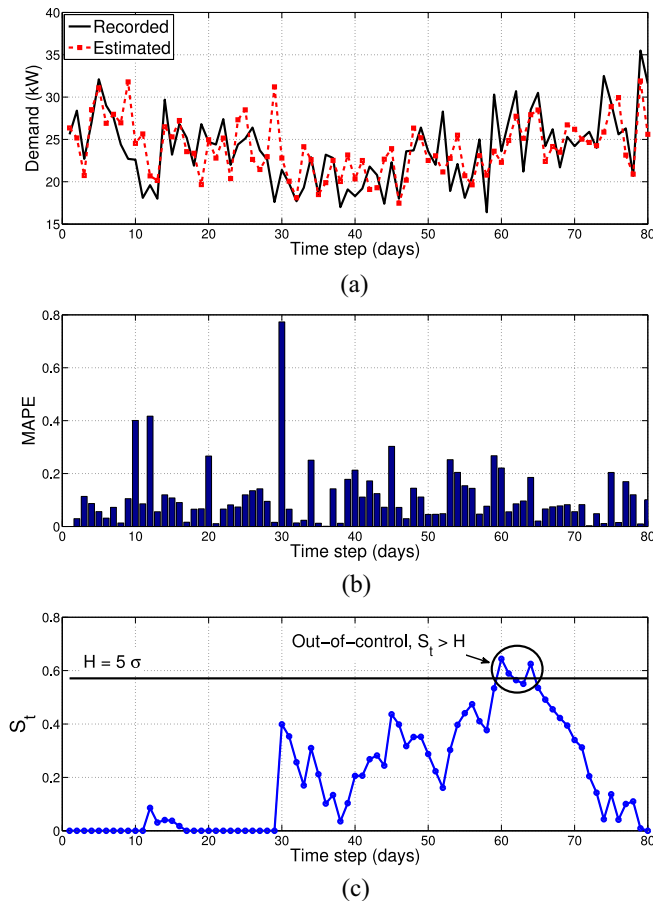 Recorded
Estimated
40
35
30
25
20
15
Demand (kW)
0 10 20 30 40 50 60 70 80
Time step (days)
(a)
0.8
0.6
0.4
0.2
0
MAPE
0 10 20 30 40 50 60 70 80
Time step (days)
(b)
0.8
0.6
0.4
0.2
0
S_t
H = 5 σ
Out-of-control, S_t > H
0 10 20 30 40 50 60 70 80
Time step (days)
(c)